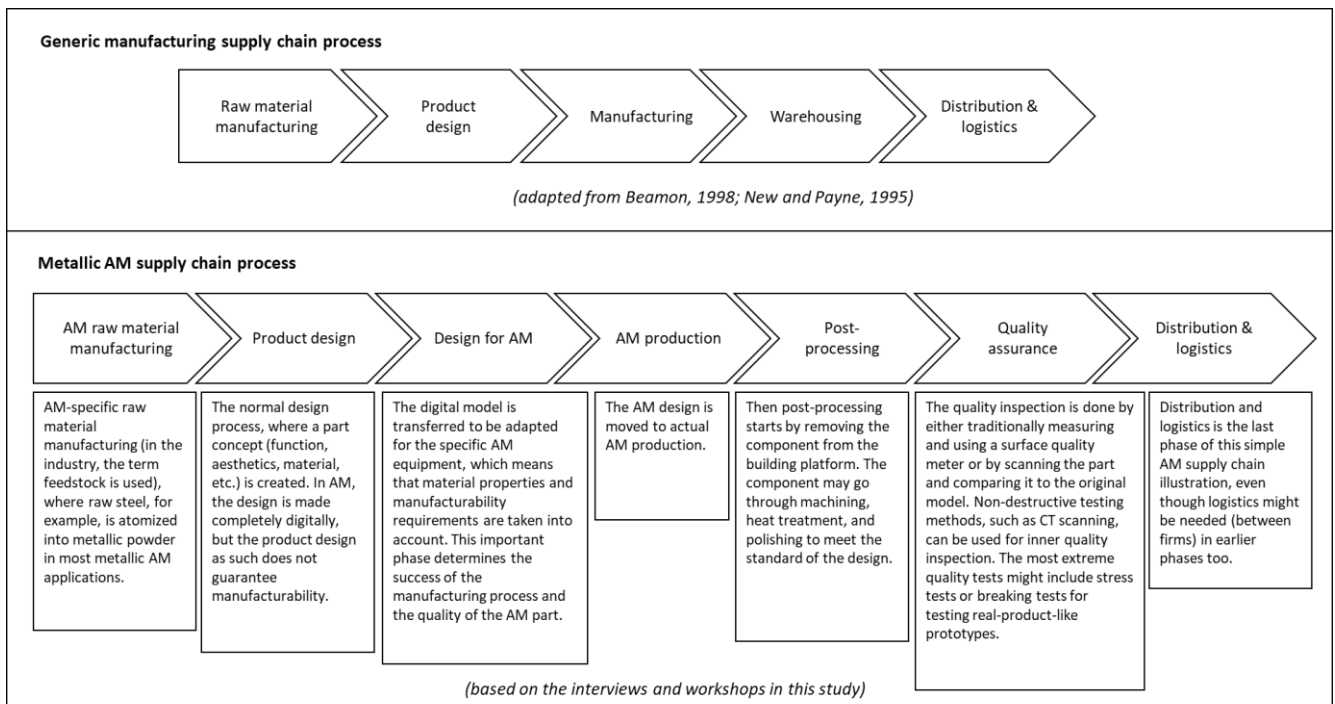 Generic manufacturing supply chain process
Raw material
manufacturing
Product
design
Manufacturing
Warehousing
Distribution &
logistics
(adapted from Beamon, 1998; New and Payne, 1995)
Metallic AM supply chain process
AM raw material
manufacturing
Product design
Design for AM
AM production
Post-
processing
Quality
assurance
Distribution &
logistics
AM-specific raw
material
manufacturing (in the
industry, the term
feedstock is used),
where raw steel, for
example, is atomized
into metallic powder
in most metallic AM
applications.
The normal design
process, where a part
concept (function,
aesthetics, material,
etc.) is created. In AM,
the design is made
completely digitally,
but the product design
as such does not
guarantee
manufacturability.
The digital model is
transferred to be adapted
for the specific AM
equipment, which means
that material properties and
manufacturability
requirements are taken into
account. This important
phase determines the
success of the
manufacturing process and
the quality of the AM part.
The AM design is
moved to actual
AM production.
Then post-processing
starts by removing the
component from the
building platform. The
component may go
through machining,
heat treatment, and
polishing to meet the
standard of the design.
The quality inspection is done by
either traditionally measuring
and using a surface quality
meter or by scanning the part
and comparing it to the original
model. Non-destructive testing
methods, such as CT scanning,
can be used for inner quality
inspection. The most extreme
quality tests might include stress
tests or breaking tests for
testing real-product-like
prototypes.
Distribution and
logistics is the last
phase of this simple
AM supply chain
illustration, even
though logistics might
be needed (between
firms) in earlier
phases too.
(based on the interviews and workshops in this study)